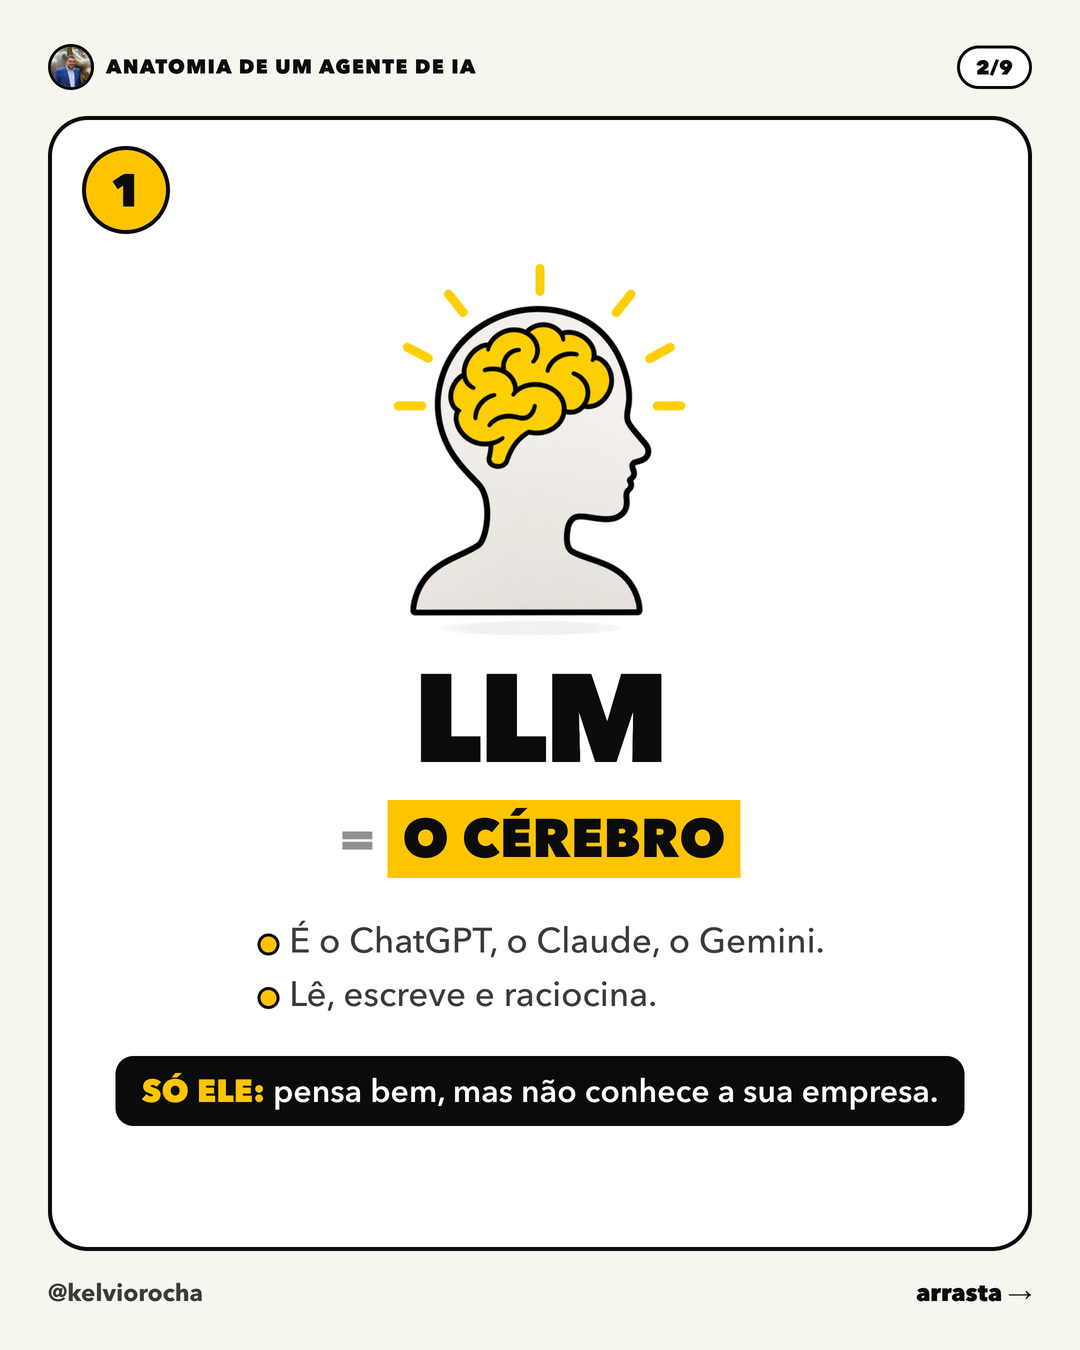 ANATOMIA DE UM AGENTE DE IA
2/9
1
LLM
= O CÉREBRO
É o ChatGPT, o Claude, o Gemini.
Lê, escreve e raciocina.
SÓ ELE: pensa bem, mas não conhece a sua empresa.
@kelviorocha
arrasta →